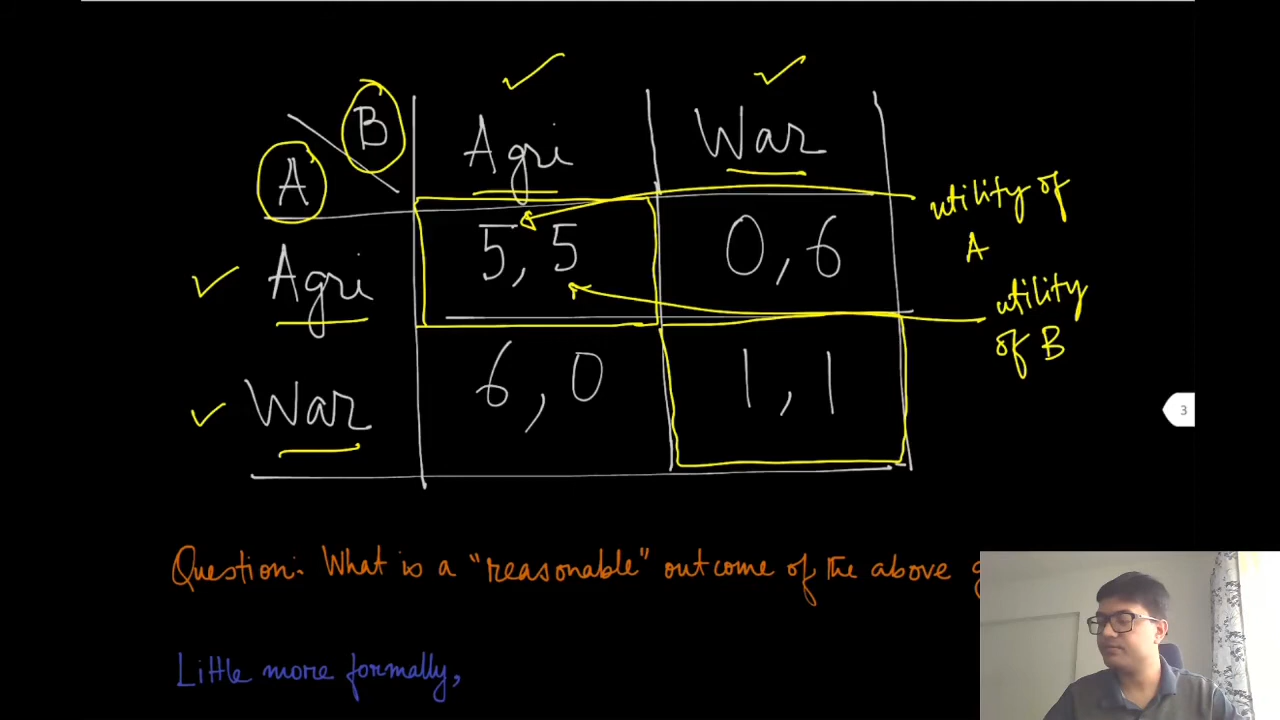 B
A
Agri War
Agri 5, 5 0, 6
War 6, 0 1, 1
utility of
A
utility
of B
3
Question: What is a "reasonable" outcome of the above
Little more formally,